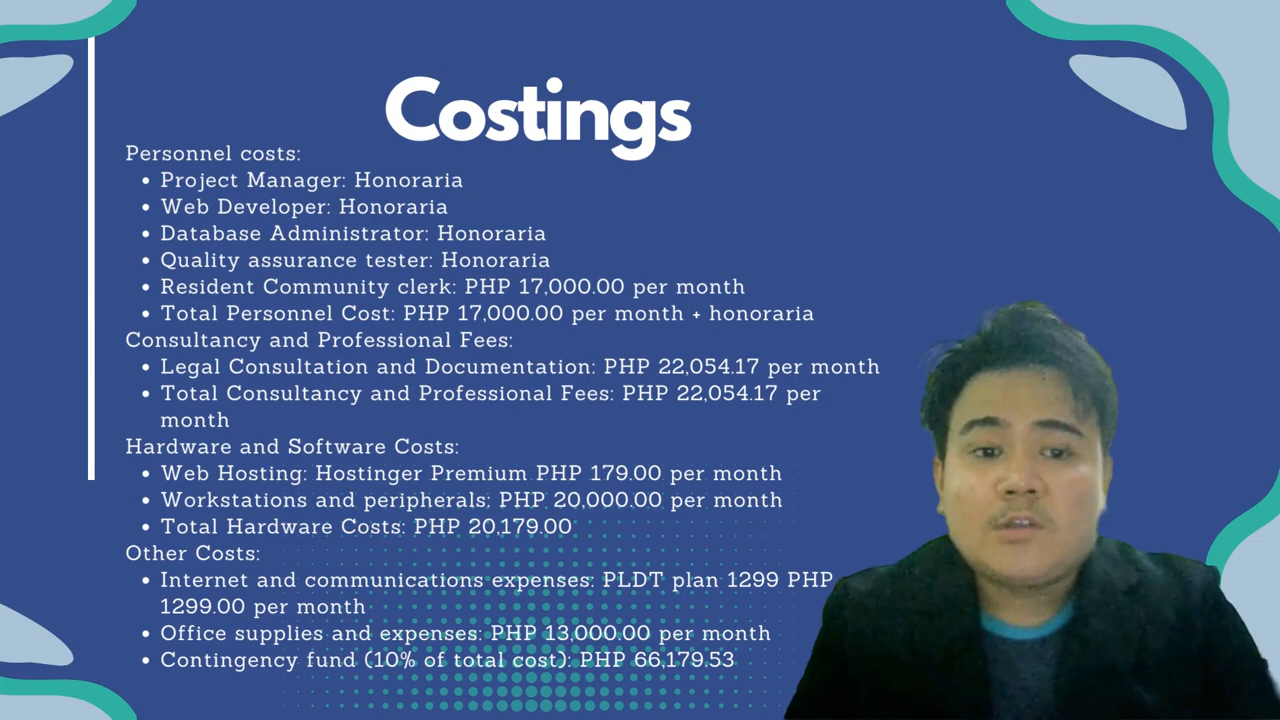 Costings
Personnel costs:
• Project Manager: Honoraria
• Web Developer: Honoraria
• Database Administrator: Honoraria
• Quality assurance tester: Honoraria
• Resident Community clerk: PHP 17,000.00 per month
• Total Personnel Cost: PHP 17,000.00 per month + honoraria
Consultancy and Professional Fees:
• Legal Consultation and Documentation: PHP 22,054.17 per month
• Total Consultancy and Professional Fees: PHP 22,054.17 per
month
Hardware and Software Costs:
• Web Hosting: Hostinger Premium PHP 179.00 per month
• Workstations and peripherals: PHP 20,000.00 per month
• Total Hardware Costs: PHP 20,179.00
Other Costs:
• Internet and communications expenses: PLDT plan 1299 PHP
1299.00 per month
• Office supplies and expenses: PHP 13,000.00 per month
• Contingency fund (10% of total cost): PHP 66,179.53